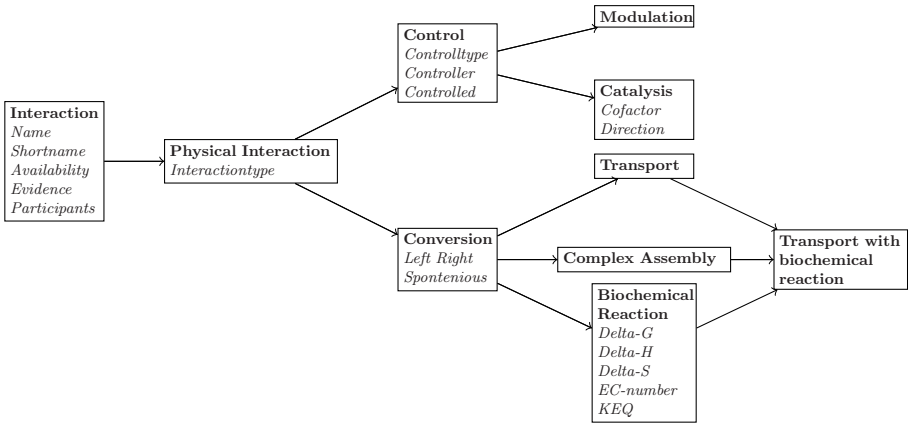 Interaction
Name
Shortname
Availability
Evidence
Participants
Physical Interaction
Interactiontype
Control
Controlltype
Controller
Controlled
Conversion
Left Right
Spontenious
Modulation
Catalysis
Cofactor
Direction
Transport
Complex Assembly
Biochemical
Reaction
Delta-G
Delta-H
Delta-S
EC-number
KEQ
Transport with
biochemical
reaction